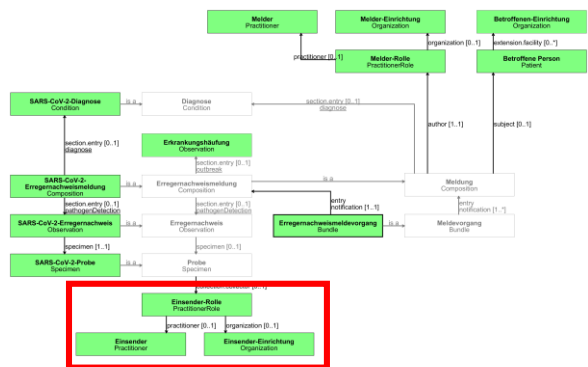 Melder
Practitioner
Melder-Einrichtung
Organization
Betroffenen-Einrichtung
Organization
practitioner [0..1]
organization [0..1]
extension.facility [0..*]
Melder-Rolle
PractitionerRole
Betroffene Person
Patient
SARS-CoV-2-Diagnose
Condition
is a
Diagnose
Condition
section.entry [0..1]
diagnose
author [1..1]
subject [0..1]
section.entry [0..1]
diagnose
Erkrankungshäufung
Observation
section.entry [0..1]
outbreak
SARS-CoV-2-
Erregernachweismeldung
Composition
is a
Erregernachweismeldung
Composition
is a
Meldung
Composition
section.entry [0..1]
pathogenDetection
section.entry [0..1]
pathogenDetection
entry
notification [1..1]
entry
notification [1..*]
SARS-CoV-2-Erregernachweis
Observation
is a
Erregernachweis
Observation
Erregernachweismeldevorgang
Bundle
is a
Meldevorgang
Bundle
specimen [1..1]
specimen [0..1]
SARS-CoV-2-Probe
Specimen
is a
Probe
Specimen
Einsender-Rolle
PractitionerRole
practitioner [0..1]
organization [0..1]
Einsender
Practitioner
Einsender-Einrichtung
Organization